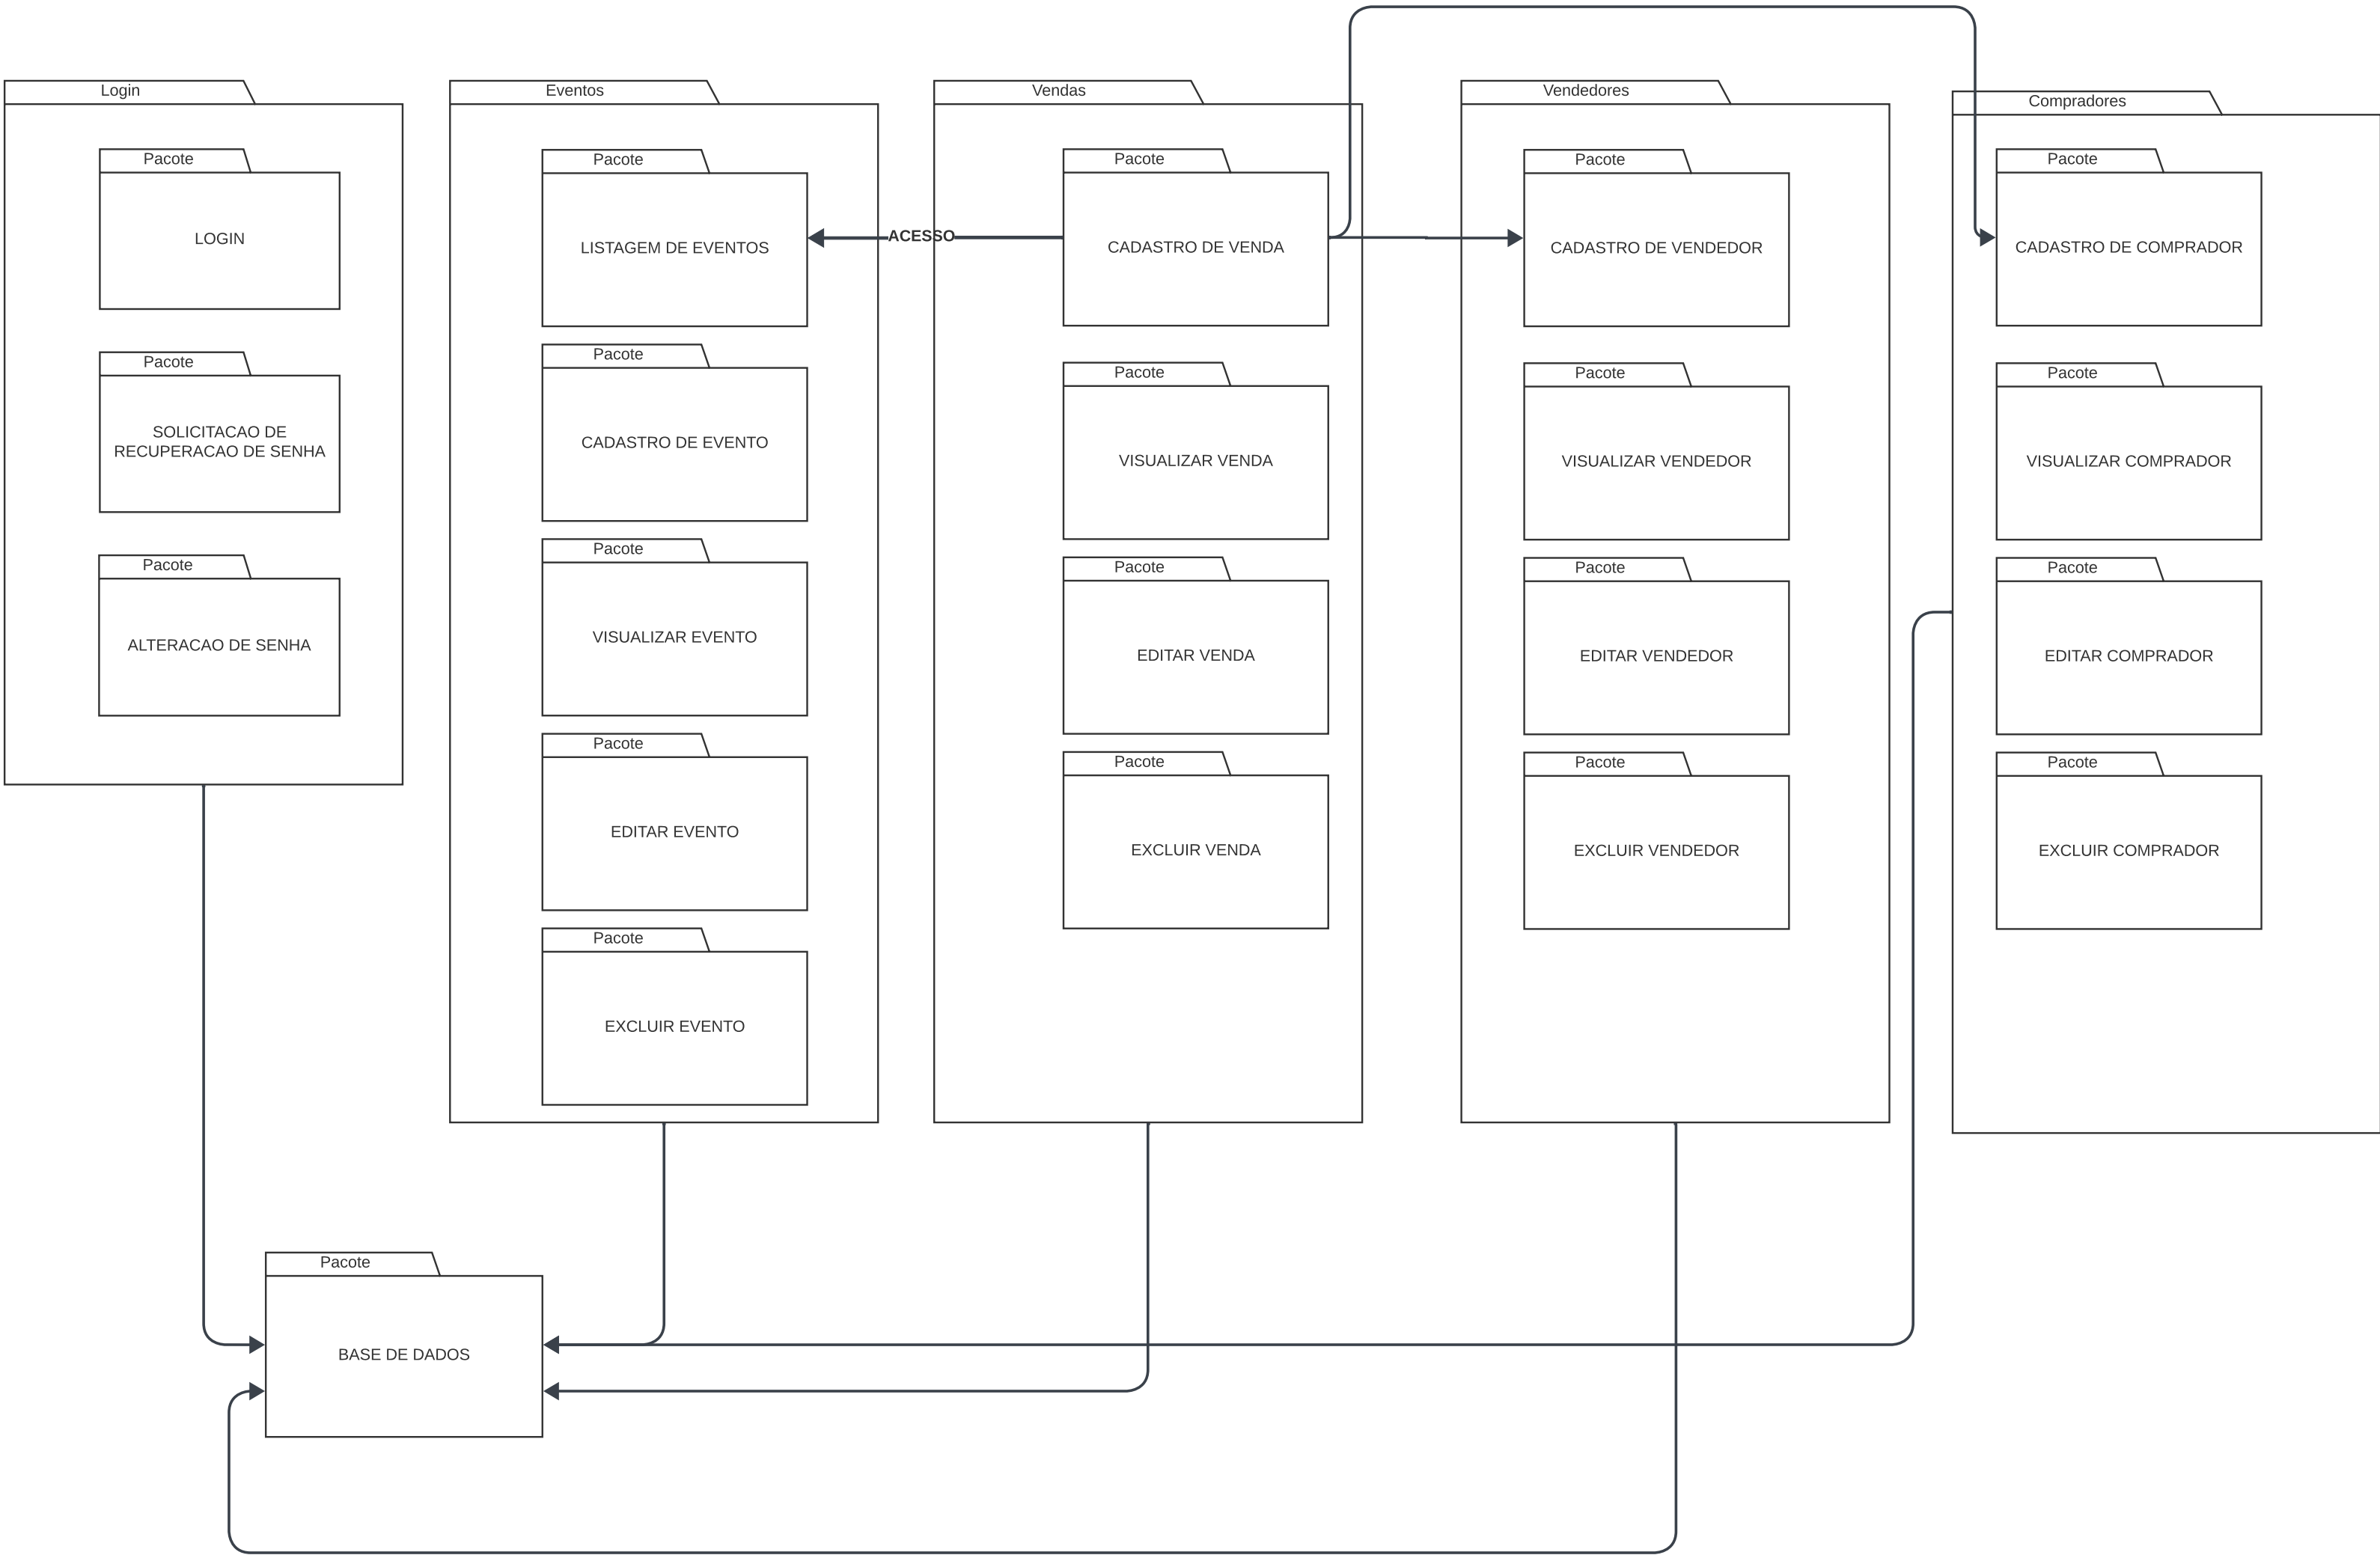 Login
Pacote
LOGIN
Pacote
SOLICITACAO DE
RECUPERACAO DE SENHA
Pacote
ALTERACAO DE SENHA
Eventos
Pacote
LISTAGEM DE EVENTOS
Pacote
CADASTRO DE EVENTO
Pacote
VISUALIZAR EVENTO
Pacote
EDITAR EVENTO
Pacote
EXCLUIR EVENTO
ACESSO
Vendas
Pacote
CADASTRO DE VENDA
Pacote
VISUALIZAR VENDA
Pacote
EDITAR VENDA
Pacote
EXCLUIR VENDA
Vendedores
Pacote
CADASTRO DE VENDEDOR
Pacote
VISUALIZAR VENDEDOR
Pacote
EDITAR VENDEDOR
Pacote
EXCLUIR VENDEDOR
Compradores
Pacote
CADASTRO DE COMPRADOR
Pacote
VISUALIZAR COMPRADOR
Pacote
EDITAR COMPRADOR
Pacote
EXCLUIR COMPRADOR
Pacote
BASE DE DADOS